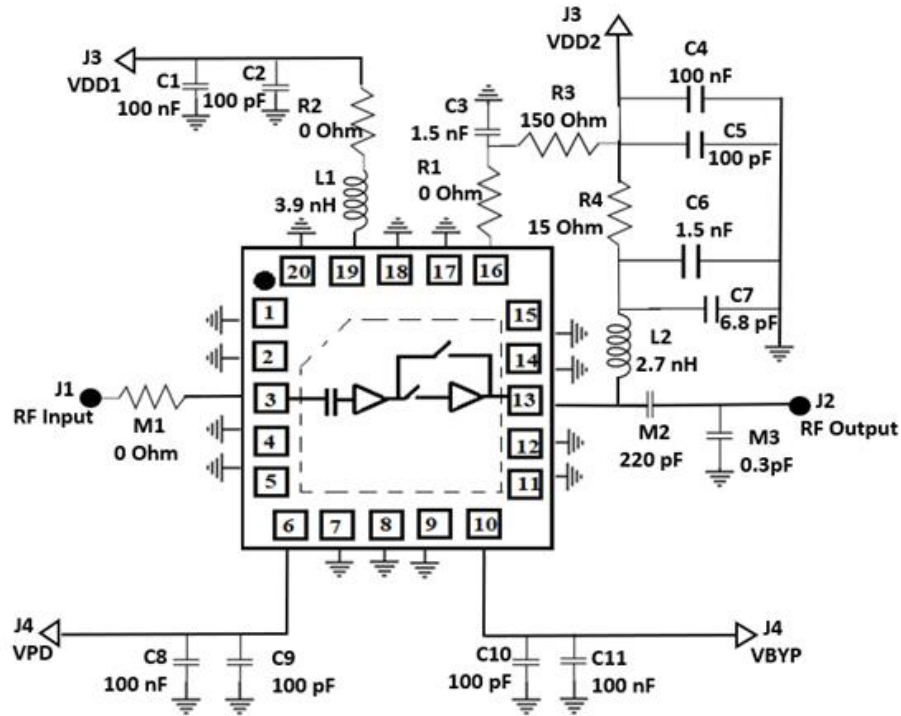 J3
VDD1
C1
100 nF
C2
100 pF
R2
0 Ohm
L1
3.9 nH
C3
1.5 nF
R1
0 Ohm
R3
150 Ohm
J3
VDD2
C4
100 nF
C5
100 pF
R4
15 Ohm
C6
1.5 nF
C7
6.8 pF
L2
2.7 nH
20
19
18
17
16
1
2
3
4
5
15
14
13
12
11
6
7
8
9
10
J1
RF Input
M1
0 Ohm
M2
220 pF
M3
0.3pF
J2
RF Output
J4
VPD
C8
100 nF
C9
100 pF
C10
100 pF
C11
100 nF
J4
VBYP